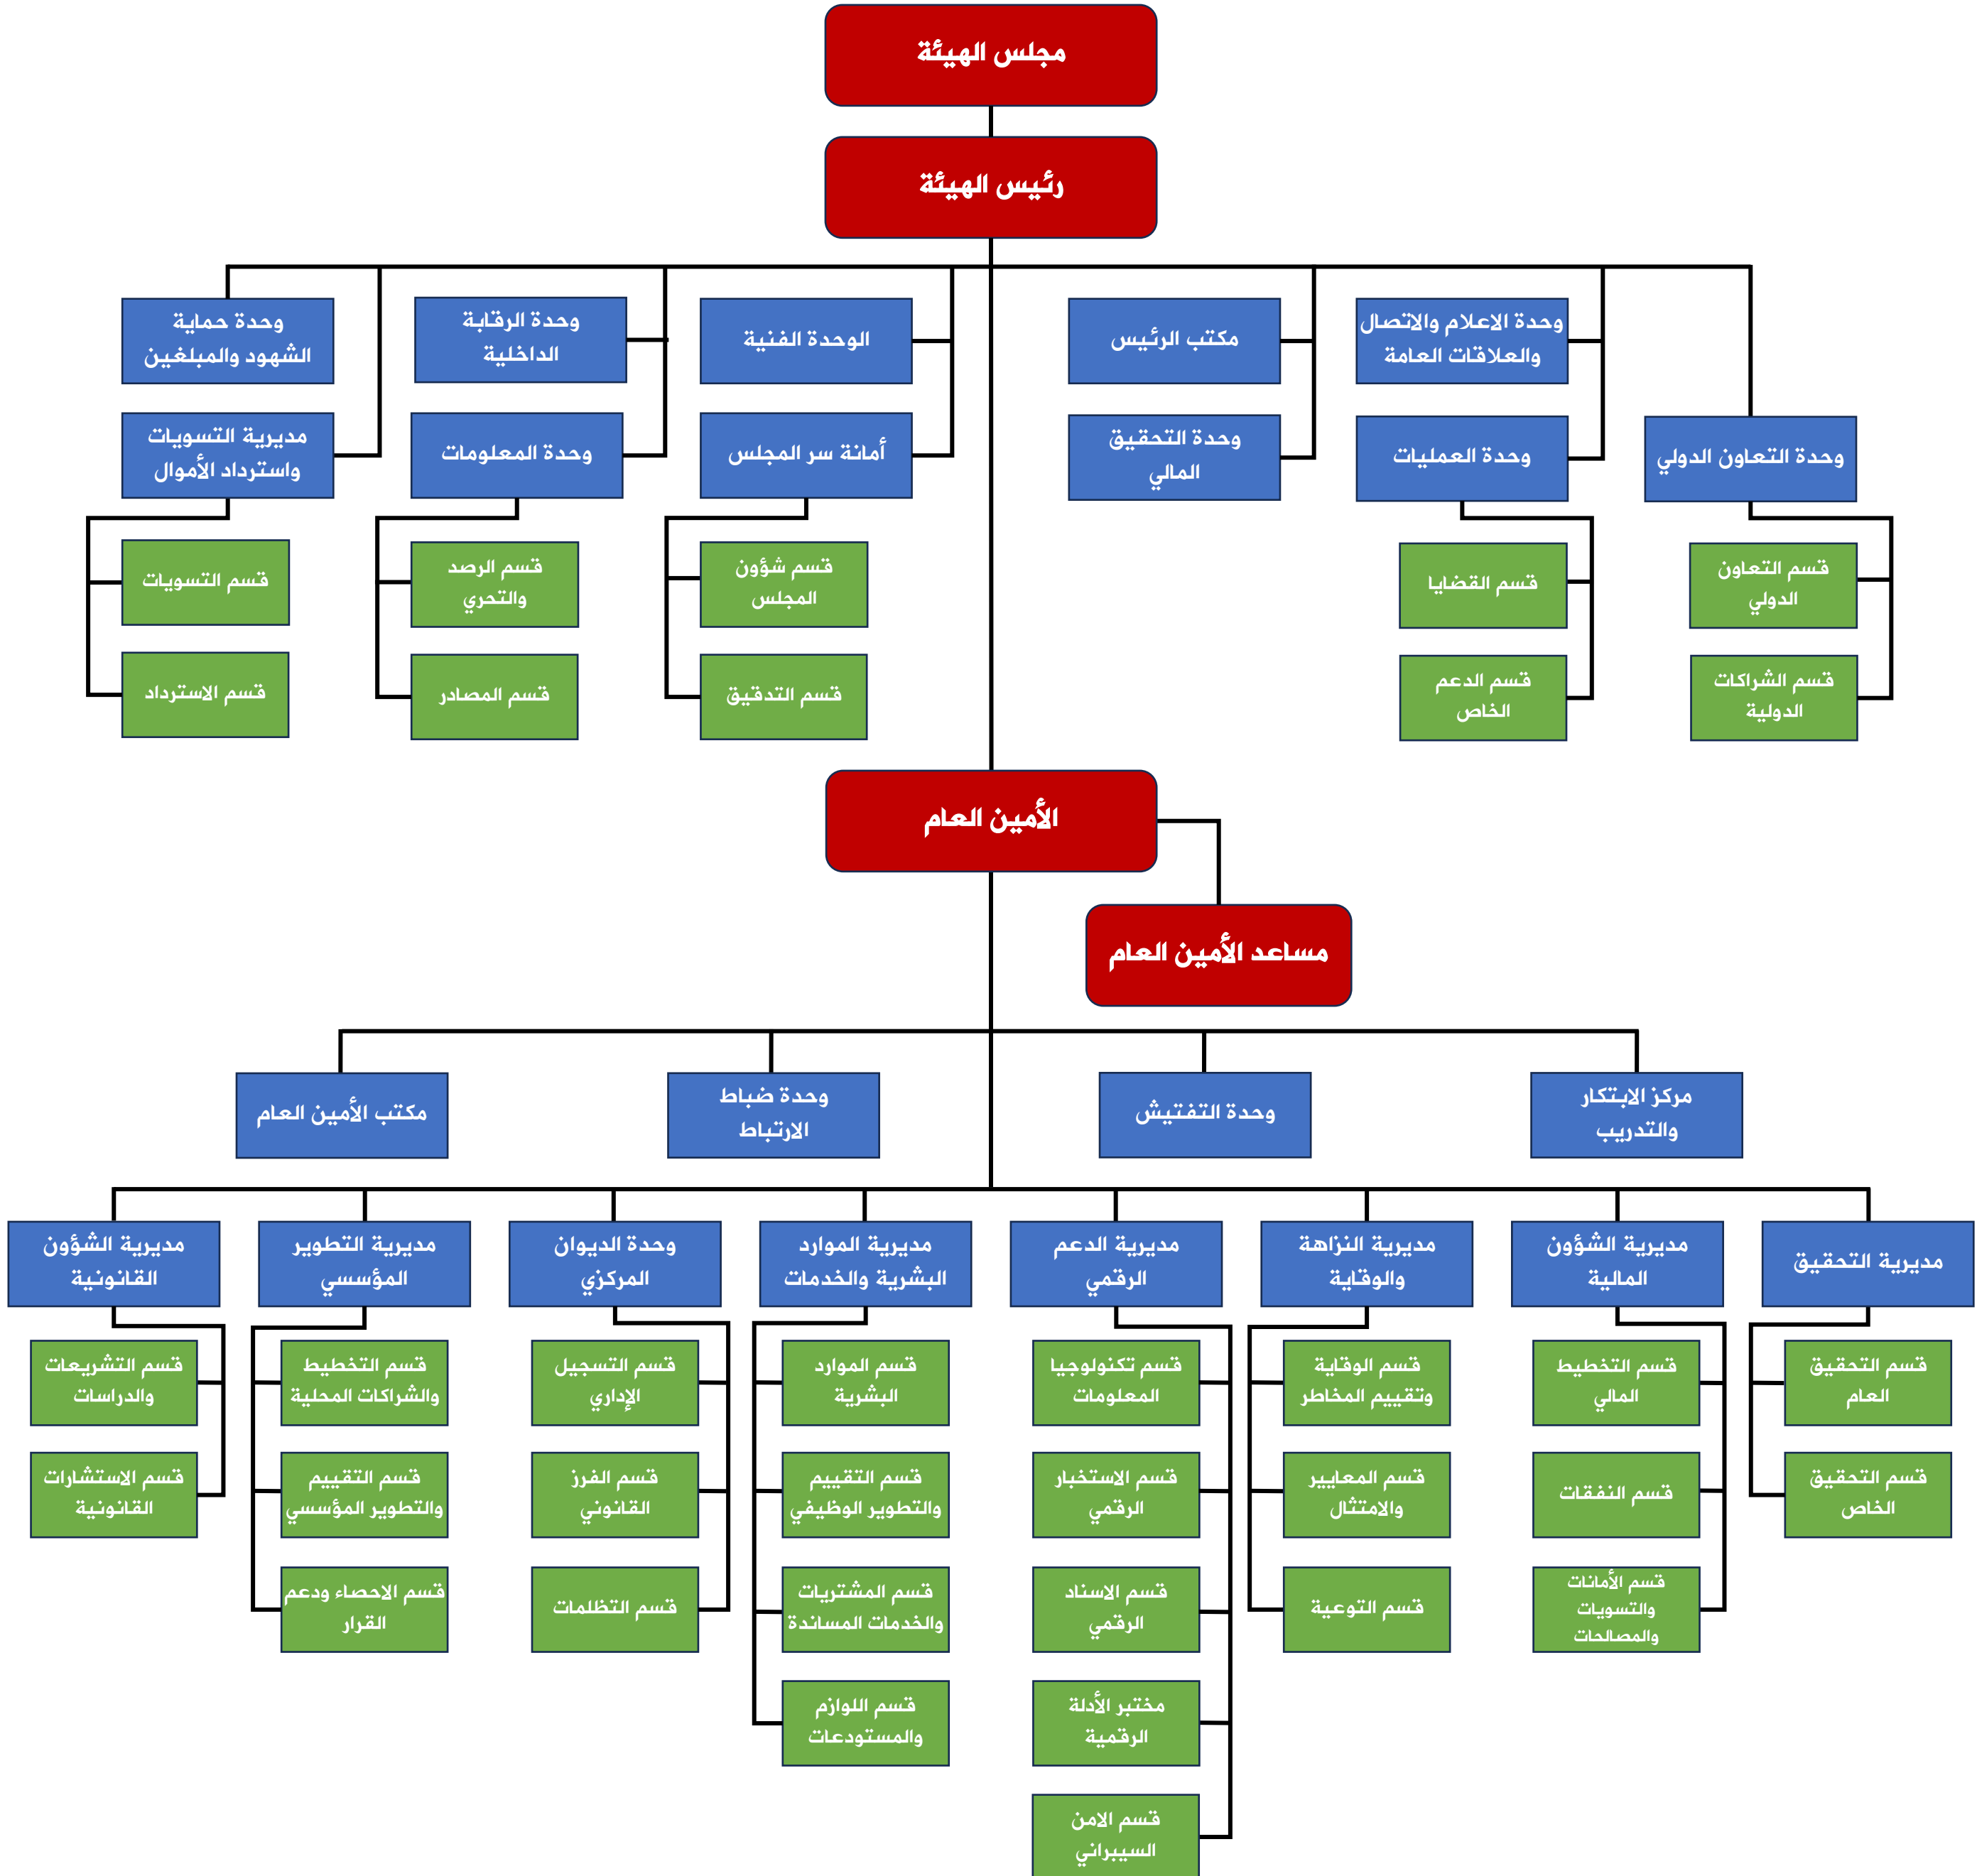 مجلس الهيئة
رئيس الهيئة
وحدة التعاون الدولي
وحدة الاعلام والاتصال
والعلاقات العامة
مكتب الرئيس
الوحدة الفنية
وحدة الرقابة
الداخلية
وحدة حماية
الشهود والمبلغين
وحدة العمليات
وحدة التحقيق
المالي
أمانة سر المجلس
وحدة المعلومات
مديرية التسويات
واسترداد الأموال
قسم التعاون
الدولي
قسم القضايا
قسم شؤون
المجلس
قسم الرصد
والتحري
قسم التسويات
قسم الشراكات
الدولية
قسم الدعم
الخاص
قسم التدقيق
قسم المصادر
قسم الاسترداد
الأمين العام
مساعد الأمين العام
مركز الابتكار
والتدريب
وحدة التفتيش
وحدة ضباط
الارتباط
مكتب الأمين العام
مديرية التحقيق
مديرية الشؤون
المالية
مديرية النزاهة
والوقاية
مديرية الدعم
الرقمي
مديرية الموارد
البشرية والخدمات
وحدة الديوان
المركزي
مديرية التطوير
المؤسسي
مديرية الشؤون
القانونية
قسم التحقيق
العام
قسم التخطيط
المالي
قسم الوقاية
وتقييم المخاطر
قسم تكنولوجيا
المعلومات
قسم الموارد
البشرية
قسم التسجيل
الإداري
قسم التخطيط
والشراكات المحلية
قسم التشريعات
والدراسات
قسم التحقيق
الخاص
قسم النفقات
قسم المعايير
والامتثال
قسم الاستخبار
الرقمي
قسم التقييم
والتطوير الوظيفي
قسم الفرز
القانوني
قسم التقييم
والتطوير المؤسسي
قسم الاستشارات
القانونية
قسم الأمانات
والتسويات
والمصالحات
قسم التوعية
قسم الاسناد
الرقمي
قسم المشتريات
والخدمات المساندة
قسم التظلمات
قسم الاحصاء ودعم
القرار
مختبر الأدلة
الرقمية
قسم اللوازم
والمستودعات
قسم الامن
السيبراني